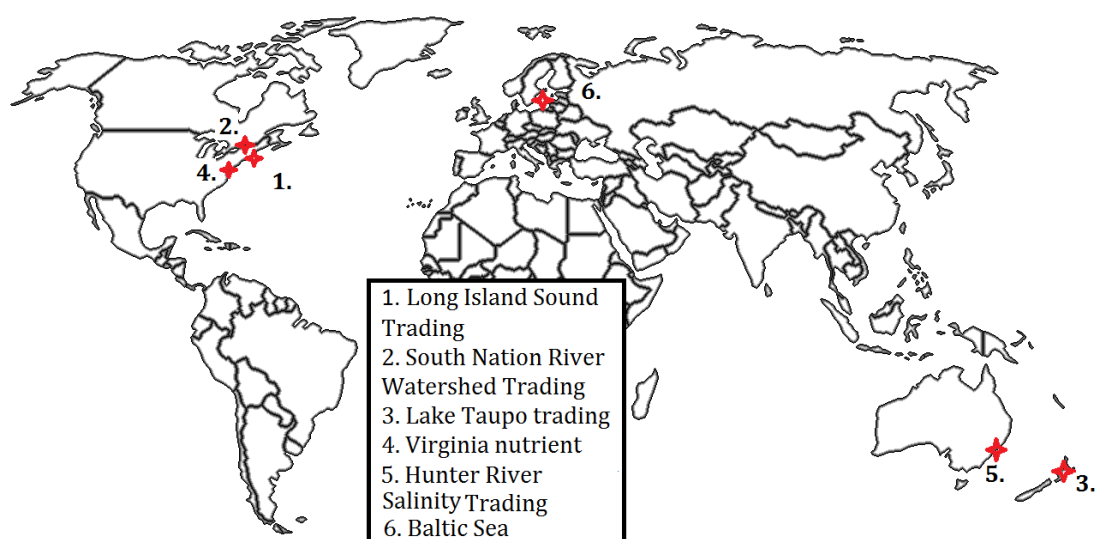 6.
2.
4.
1.
1. Long Island Sound
Trading
2. South Nation River
Watershed Trading
3. Lake Taupo trading
4. Virginia nutrient
5. Hunter River
Salinity Trading
6. Baltic Sea
5.
3.